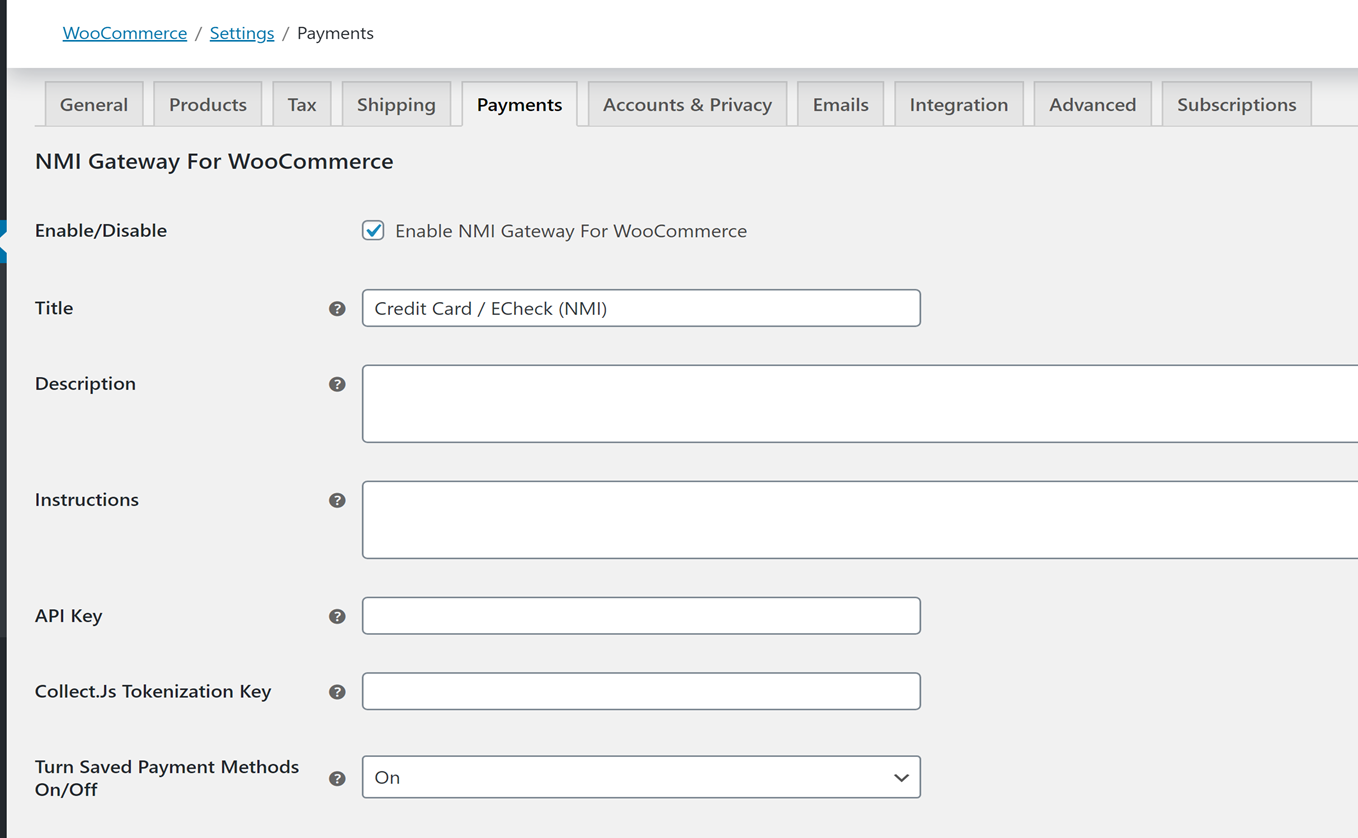 WooCommerce / Settings / Payments
General Products Tax Shipping Payments Accounts & Privacy Emails Integration Advanced Subscriptions
NMI Gateway For WooCommerce
Enable/Disable Enable NMI Gateway For WooCommerce
Title ? Credit Card / ECheck (NMI)
Description ?
Instructions ?
API Key ?
Collect.Js Tokenization Key ?
Turn Saved Payment Methods
On/Off ? On